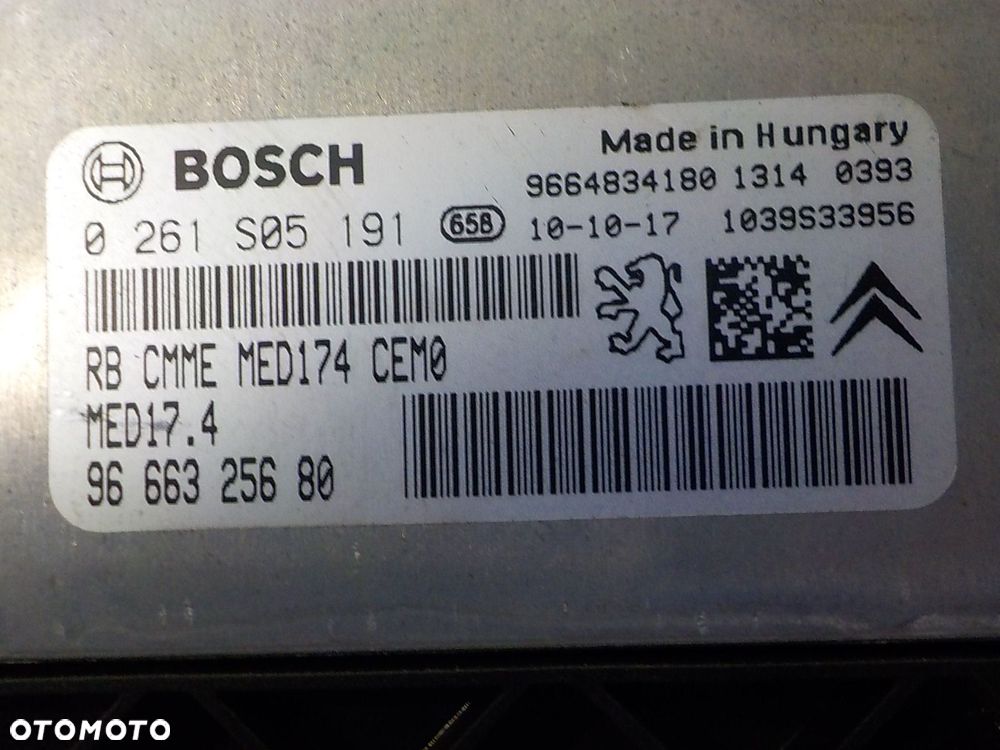 BOSCH
Made in Hungary
9664834180 1314 0393
0 261 S05 191 658 10-10-17 1039S33956
RB CMME MED174 CEM0
MED17.4
96 663 256 80
OTOMOTO